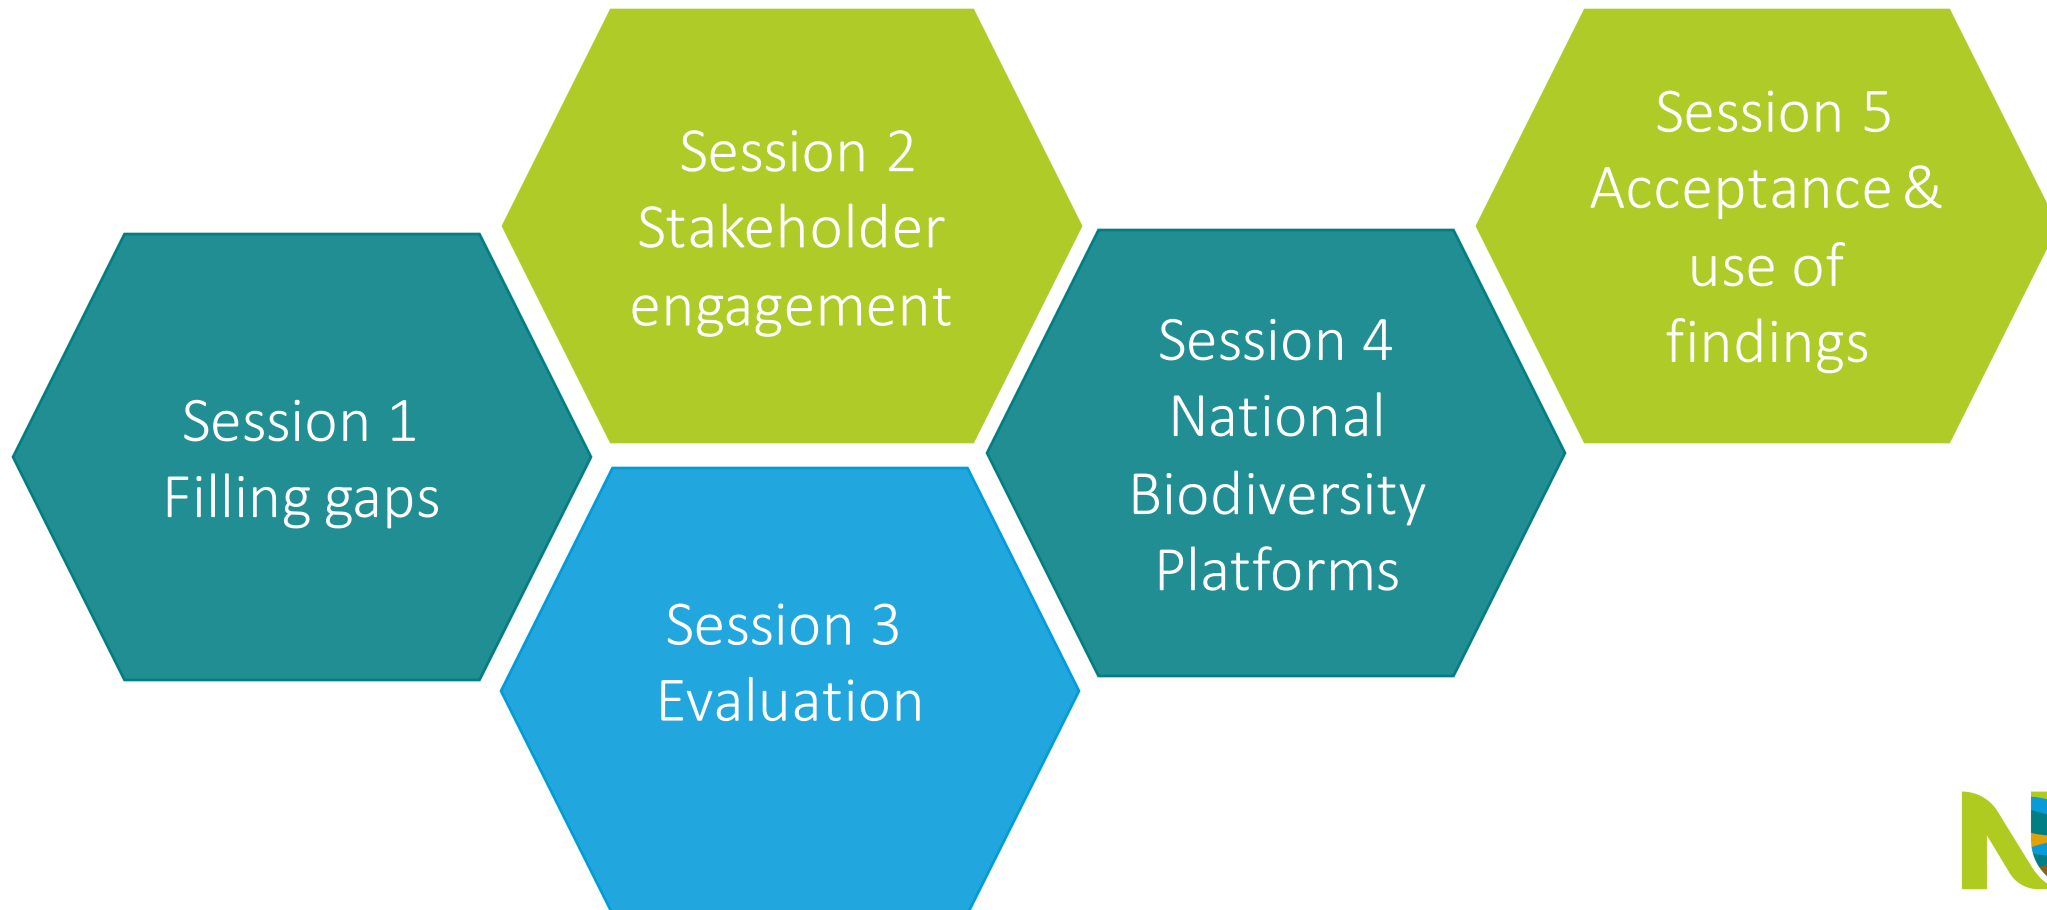 Session 1
Filling gaps
Session 2
Stakeholder
engagement
Session 3
Evaluation
Session 4
National
Biodiversity
Platforms
Session 5
Acceptance &
use of
findings
N